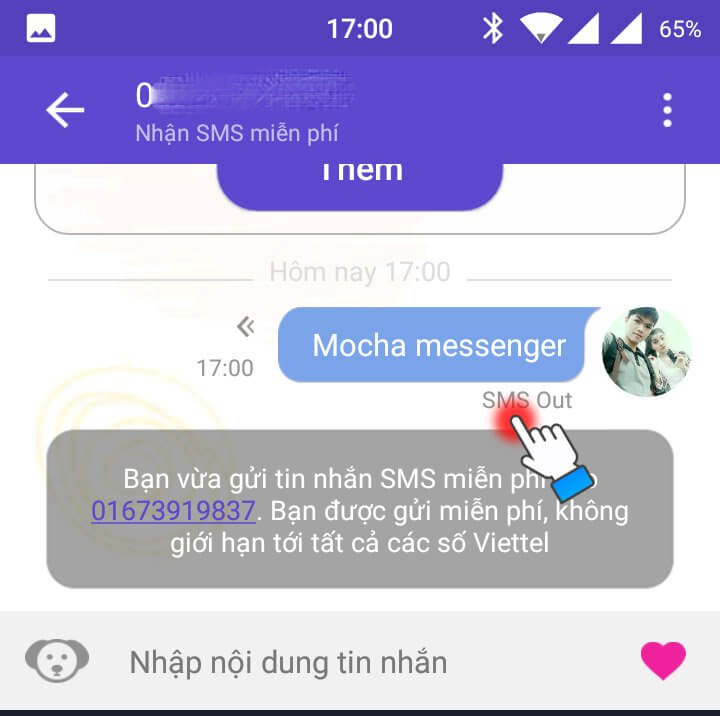 17:00
65%
0
Nhận SMS miễn phí
Thêm
Hôm nay 17:00
Mocha messenger
17:00
SMS Out
Bạn vừa gửi tin nhắn SMS miễn phí
01673919837. Bạn được gửi miễn phí, không
giới hạn tới tất cả các số Viettel
Nhập nội dung tin nhắn